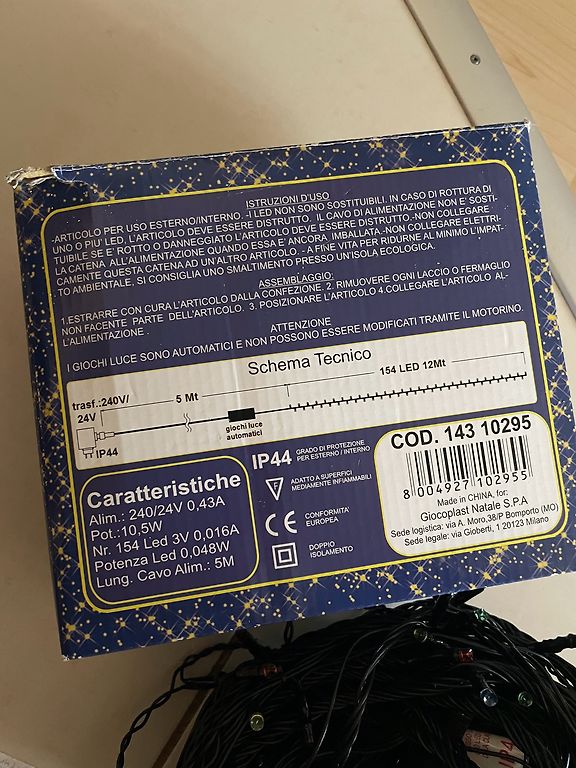 ISTRUZIONI D'USO
-ARTICOLO PER USO ESTERNO/INTERNO. -I LED NON SONO SOSTITUIBILI. IN CASO DI ROTTURA DI
UNO O PIU' LED, L'ARTICOLO DEVE ESSERE DISTRUTTO. IL CAVO DI ALIMENTAZIONE NON E' SOSTI-
TUIBILE SE E' ROTTO O DANNEGGIATO L'ARTICOLO DEVE ESSERE DISTRUTTO.-NON COLLEGARE
LA CATENA ALL'ALIMENTAZIONE QUANDO ESSA E' ANCORA IMBALLATA.-NON COLLEGARE ELETTRI-
CAMENTE QUESTA CATENA AD UN'ALTRO ARTICOLO. - A FINE VITA PER RIDURNE AL MINIMO L'IMPAT-
TO AMBIENTALE, SI CONSIGLIA UNO SMALTIMENTO PRESSO UN'ISOLA ECOLOGICA.
ASSEMBLAGGIO:
1.ESTRARRE CON CURA L'ARTICOLO DALLA CONFEZIONE. 2. RIMUOVERE OGNI LACCIO O FERMAGLIO
NON FACENTE PARTE DELL'ARTICOLO. 3. POSIZIONARE L'ARTICOLO 4.COLLEGARE L'ARTICOLO AL-
L'ALIMENTAZIONE .
ATTENZIONE
I GIOCHI LUCE SONO AUTOMATICI E NON POSSONO ESSERE MODIFICATI TRAMITE IL MOTORINO.
Schema Tecnico
trasf.:240V/
24V
5 Mt
154 LED 12Mt
giochi luce
automatici
IP44
Caratteristiche
Alim.: 240/24V 0,43A
Pot.:10,5W
Nr. 154 Led 3V 0,016A
Potenza Led 0,048W
Lung. Cavo Alim.: 5M
IP44 GRADO DI PROTEZIONE
PER ESTERNO / INTERNO
F
ADATTO A SUPERFICI
MEDIAMENTE INFIAMMABILI
CE
CONFORMITA'
EUROPEA
DOPPIO
ISOLAMENTO
COD. 143 10295
8 004927 102955
Made in CHINA, for:
Giocoplast Natale S.P.A
Sede logistica: via A. Moro,38/P Bomporto (MO)
Sede legale: via Gioberti, 1 20123 Milano